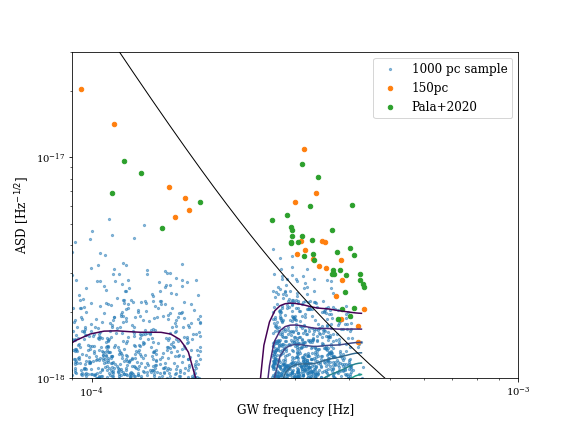 1000 pc sample
150pc
Pala+2020
ASD [Hz⁻¹ᐟ²]
10⁻¹⁷
10⁻¹⁸
10⁻⁴
10⁻³
GW frequency [Hz]